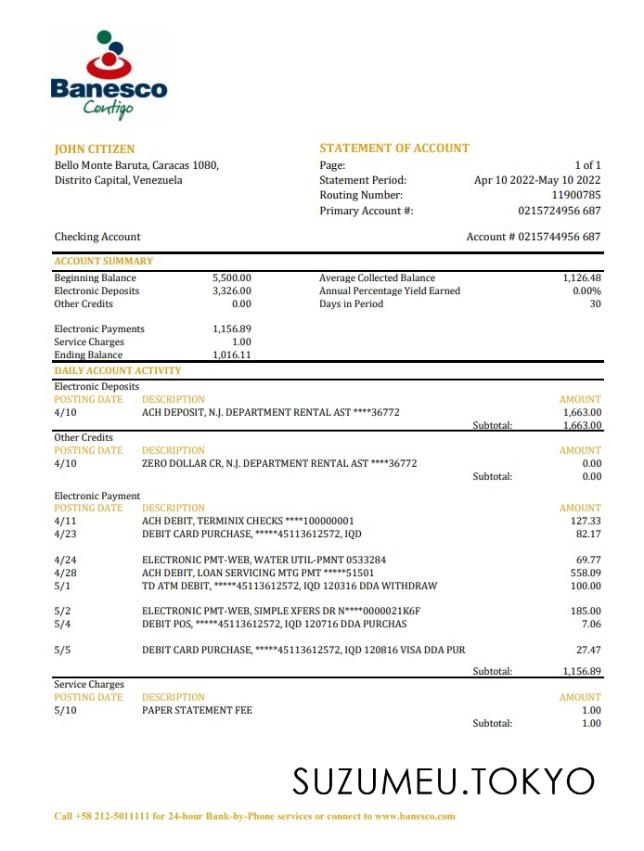 Banesco
Contigo
JOHN CITIZEN
Bello Monte Baruta, Caracas 1080,
Distrito Capital, Venezuela
STATEMENT OF ACCOUNT
Page: 1 of 1
Statement Period: Apr 10 2022-May 10 2022
Routing Number: 11900785
Primary Account #: 0215724956 687
Checking Account Account # 0215744956 687
ACCOUNT SUMMARY
Beginning Balance 5,500.00 Average Collected Balance 1,126.48
Electronic Deposits 3,326.00 Annual Percentage Yield Earned 0.00%
Other Credits 0.00 Days in Period 30
Electronic Payments 1,156.89
Service Charges 1.00
Ending Balance 1,016.11
DAILY ACCOUNT ACTIVITY
Electronic Deposits
POSTING DATE DESCRIPTION AMOUNT
4/10 ACH DEPOSIT, N.J. DEPARTMENT RENTAL AST ****36772 1,663.00
Subtotal: 1,663.00
Other Credits
POSTING DATE DESCRIPTION AMOUNT
4/10 ZERO DOLLAR CR, N.J. DEPARTMENT RENTAL AST ****36772 0.00
Subtotal: 0.00
Electronic Payment
POSTING DATE DESCRIPTION AMOUNT
4/11 ACH DEBIT, TERMINIX CHECKS ****100000001 127.33
4/23 DEBIT CARD PURCHASE, *****45113612572, IQD 82.17
4/24 ELECTRONIC PMT-WEB, WATER UTIL-PMNT 0533284 69.77
4/28 ACH DEBIT, LOAN SERVICING MTG PMT *****51501 558.09
5/1 TD ATM DEBIT, *****45113612572, IQD 120316 DDA WITHDRAW 100.00
5/2 ELECTRONIC PMT-WEB, SIMPLE XFERS DR N****0000021K6F 185.00
5/4 DEBIT POS, *****45113612572, IQD 120716 DDA PURCHAS 7.06
5/5 DEBIT CARD PURCHASE, *****45113612572, IQD 120816 VISA DDA PUR 27.47
Subtotal: 1,156.89
Service Charges
POSTING DATE DESCRIPTION AMOUNT
5/10 PAPER STATEMENT FEE 1.00
Subtotal: 1.00
SUZUMEU.TOKYO
Call +58 212-5011111 for 24-hour Bank-by-Phone services or connect to www.banesco.com